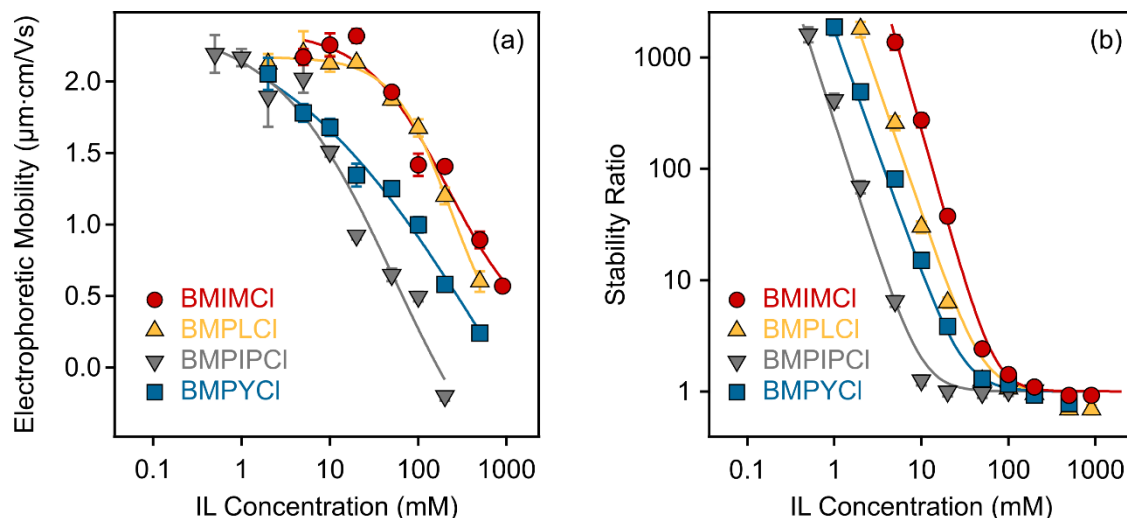 (a)
Electrophoretic Mobility (µm·cm/Vs)
2.0
1.5
1.0
0.5
0.0
BMIMCl
BMPLCl
BMPIPCl
BMPYCl
0.1 1 10 100 1000
IL Concentration (mM)
(b)
Stability Ratio
1000
100
10
1
BMIMCl
BMPLCl
BMPIPCl
BMPYCl
0.1 1 10 100 1000
IL Concentration (mM)